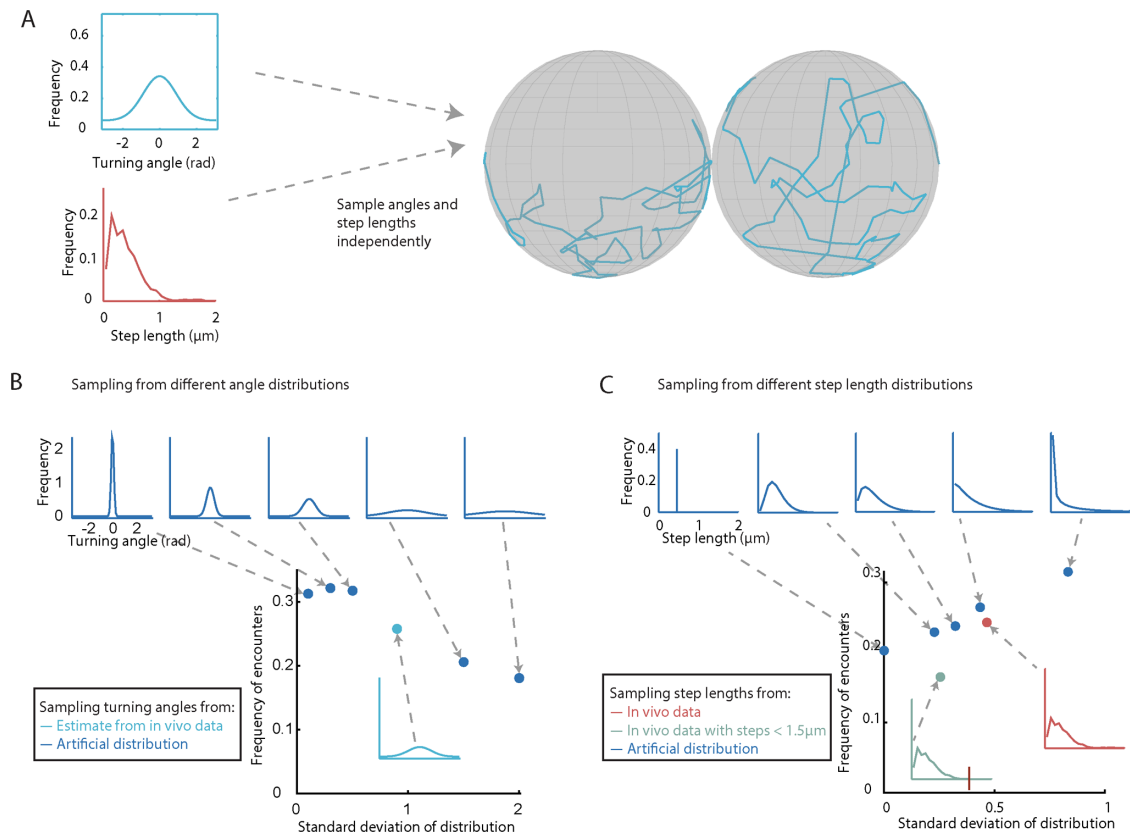 A
Frequency
0.6
0.4
0.2
0
-2 0 2
Turning angle (rad)
Frequency
0.2
0.1
0
0 1 2
Step length (µm)
Sample angles and
step lengths
independently
B
Sampling from different angle distributions
Frequency
2
1
0
-2 0 2
Turning angle (rad)
Frequency of encounters
0.3
0.2
0.1
0
0 1 2
Standard deviation of distribution
Sampling turning angles from:
— Estimate from in vivo data
— Artificial distribution
C
Sampling from different step length distributions
Frequency
0.4
0.2
0
0 1 2
Step length (µm)
Frequency of encounters
0.3
0.2
0.1
0
0 0.5 1
Standard deviation of distribution
Sampling step lengths from:
— In vivo data
— In vivo data with steps < 1.5µm
— Artificial distribution